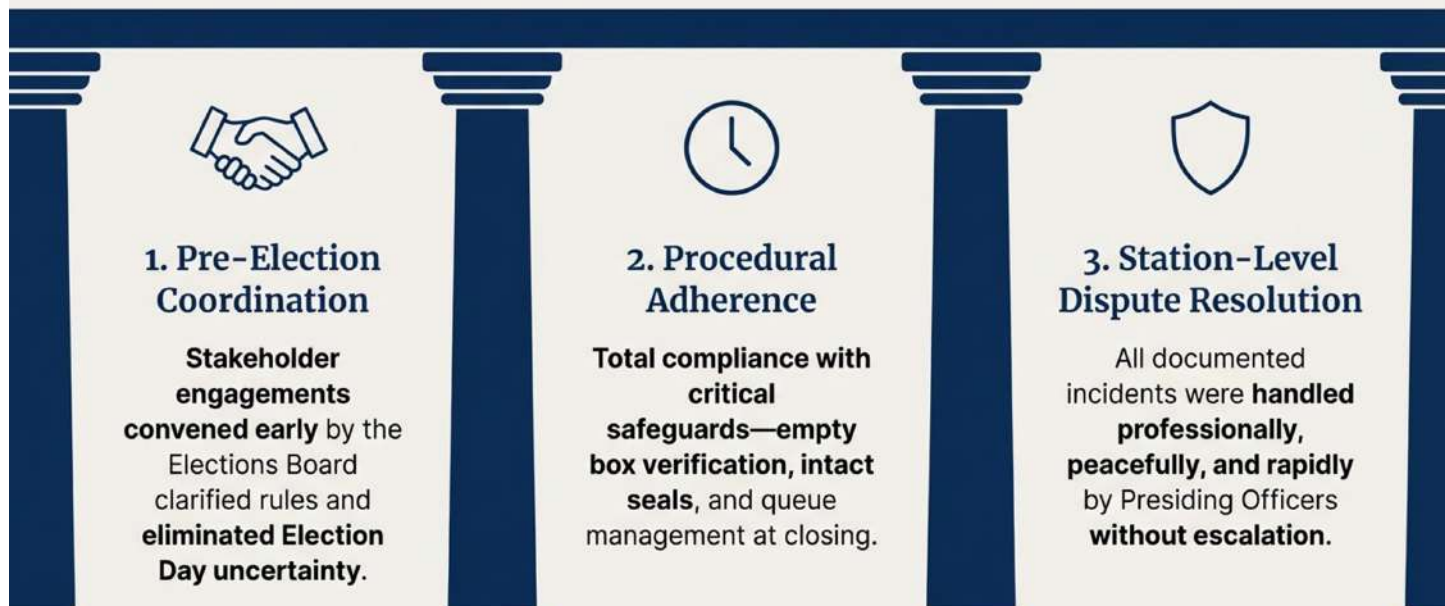 1. Pre-Election
Coordination
Stakeholder
engagements
convened early by the
Elections Board
clarified rules and
eliminated Election
Day uncertainty.
2. Procedural
Adherence
Total compliance with
critical
safeguards—empty
box verification, intact
seals, and queue
management at closing.
3. Station-Level
Dispute Resolution
All documented
incidents were handled
professionally,
peacefully, and rapidly
by Presiding Officers
without escalation.